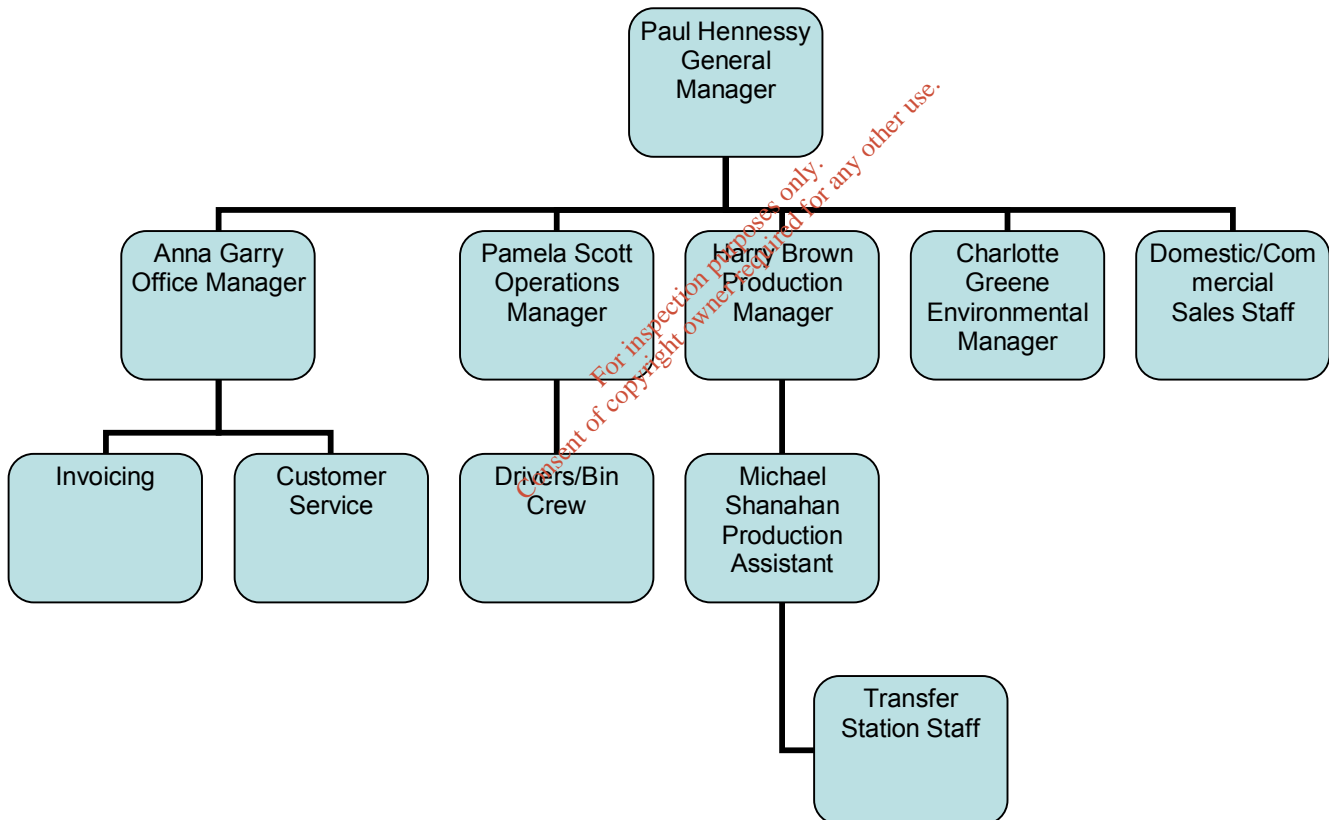 Paul Hennessy
General
Manager
Anna Garry
Office Manager
Pamela Scott
Operations
Manager
Harry Brown
Production
Manager
Charlotte
Greene
Environmental
Manager
Domestic/Com
mercial
Sales Staff
Invoicing
Customer
Service
Drivers/Bin
Crew
Michael
Shanahan
Production
Assistant
Transfer
Station Staff
For inspection purposes only.
Consent of copyright owner required for any other use.